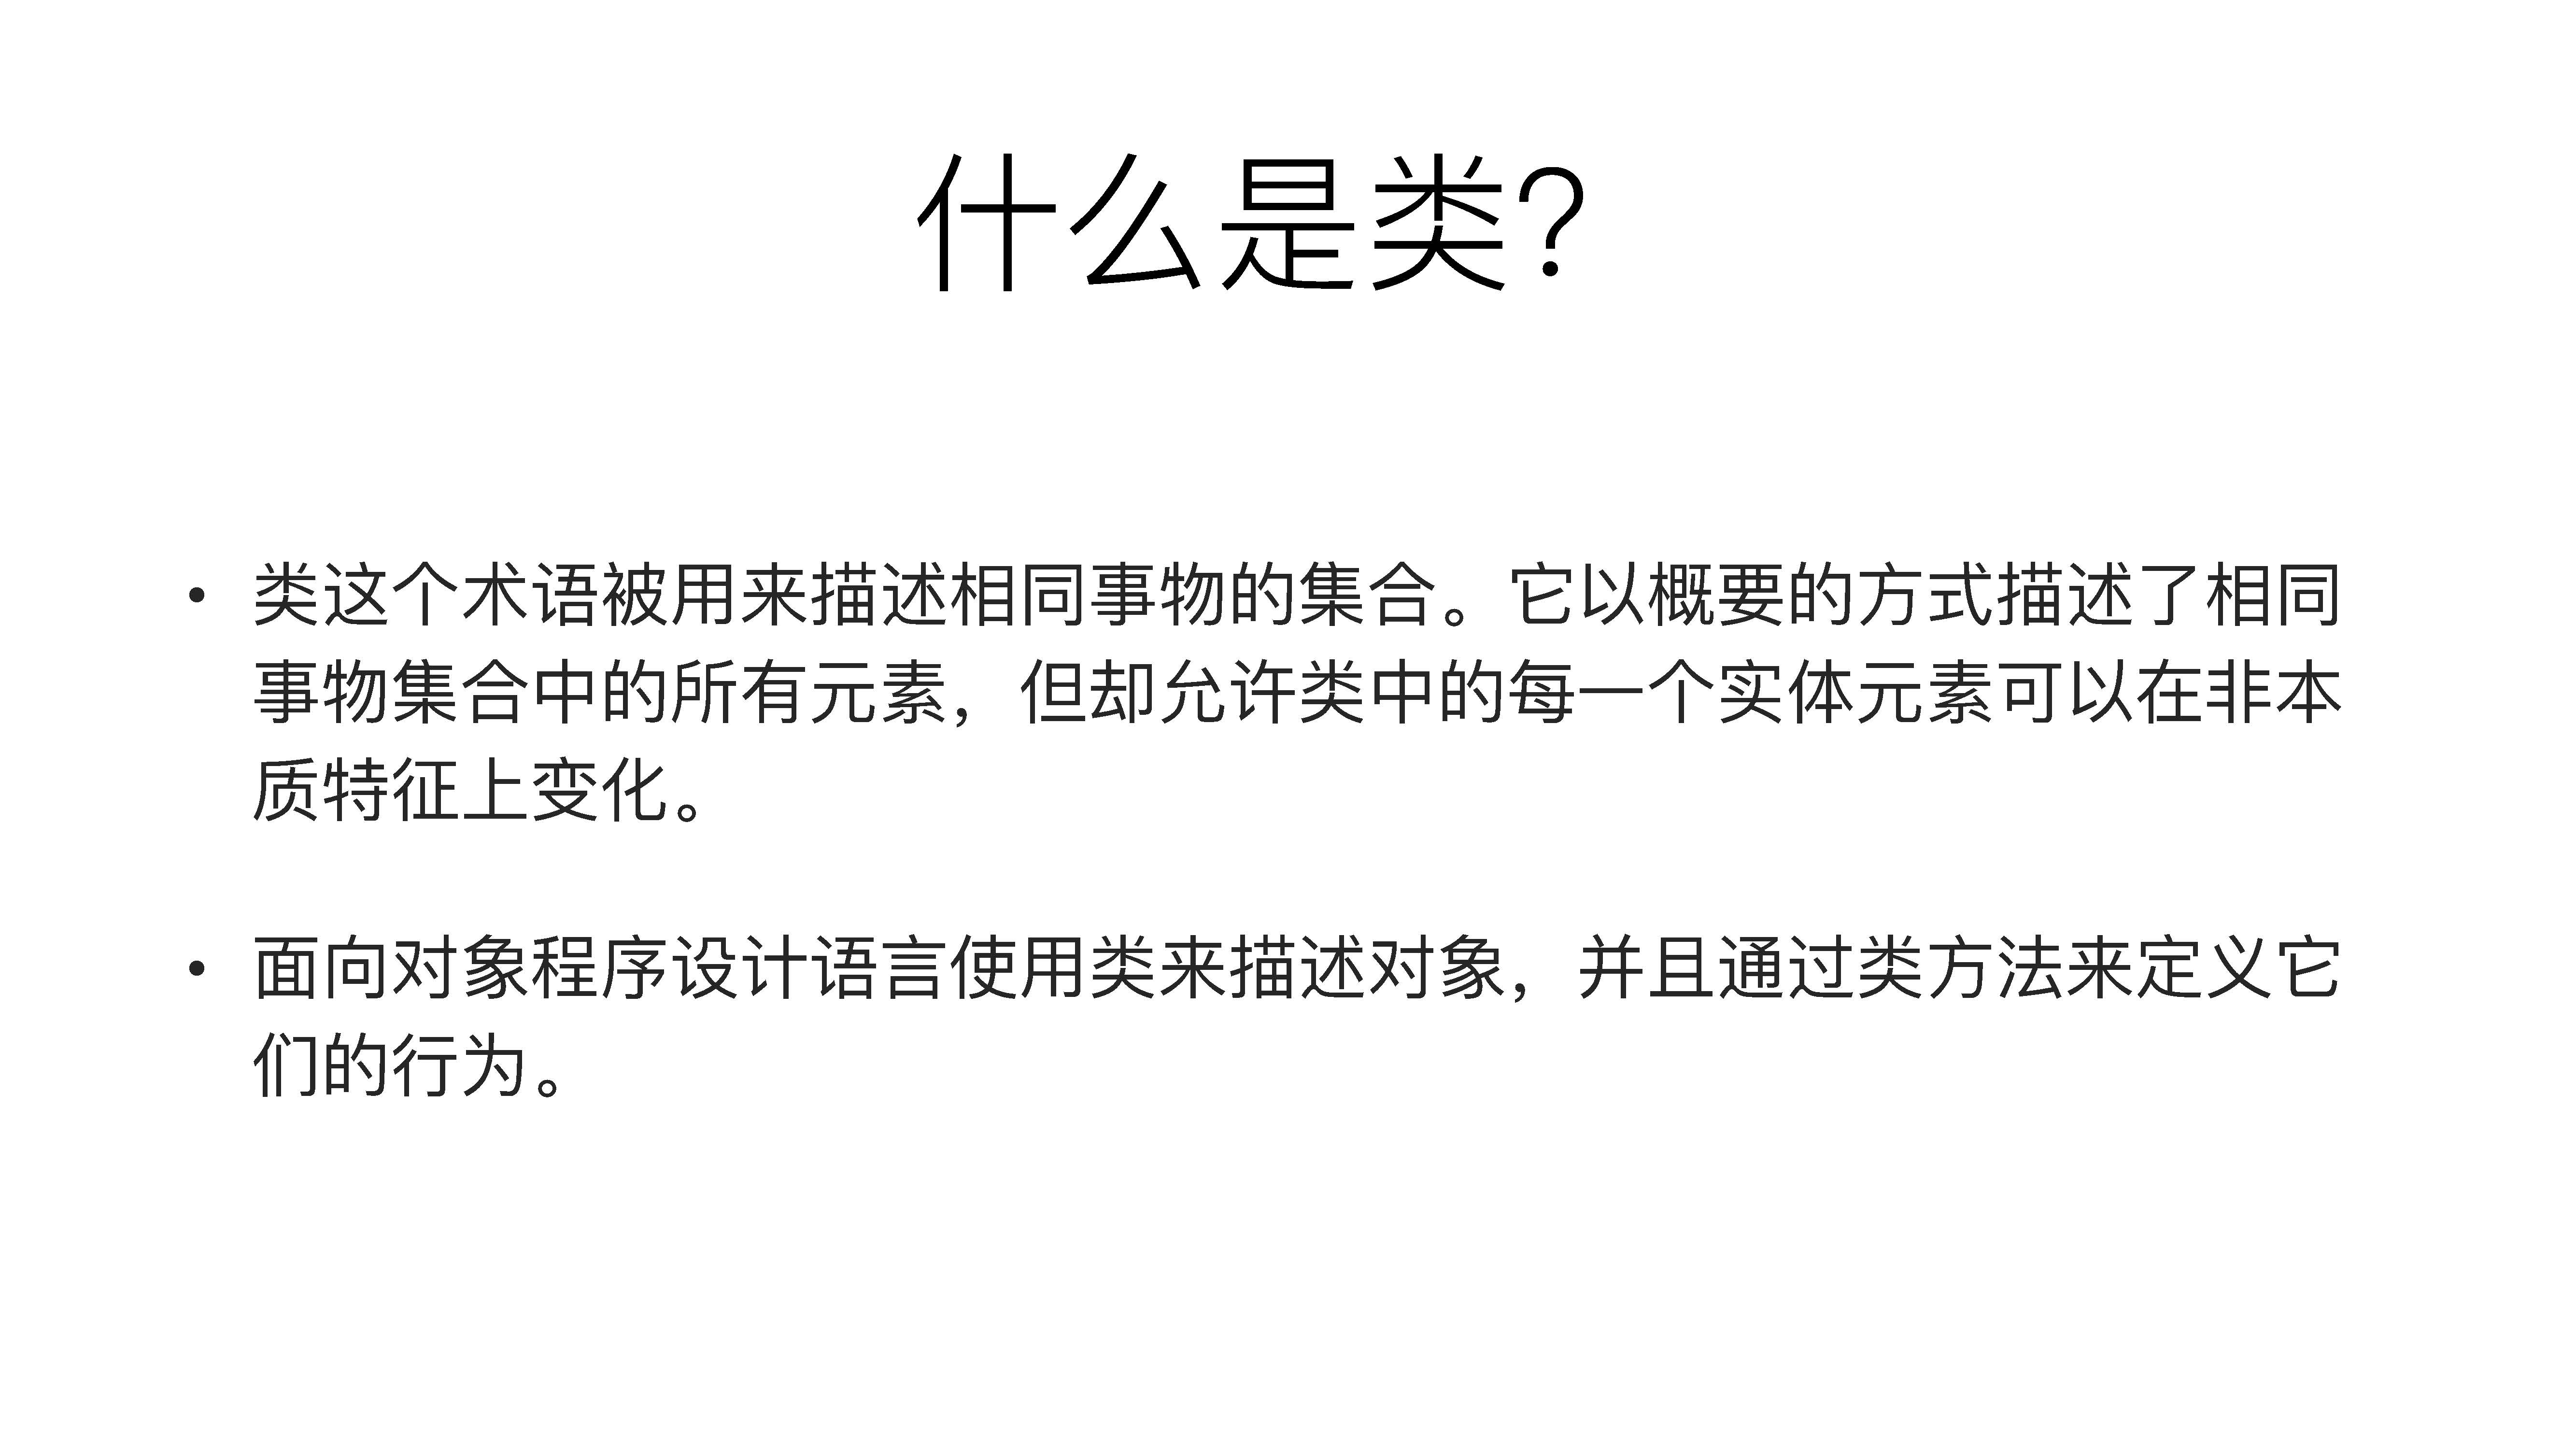 什么是类?
• 类这个术语被用来描述相同事物的集合。它以概要的方式描述了相同
事物集合中的所有元素，但却允许类中的每一个实体元素可以在非本
质特征上变化。
• 面向对象程序设计语言使用类来描述对象，并且通过类方法来定义它
们的行为。